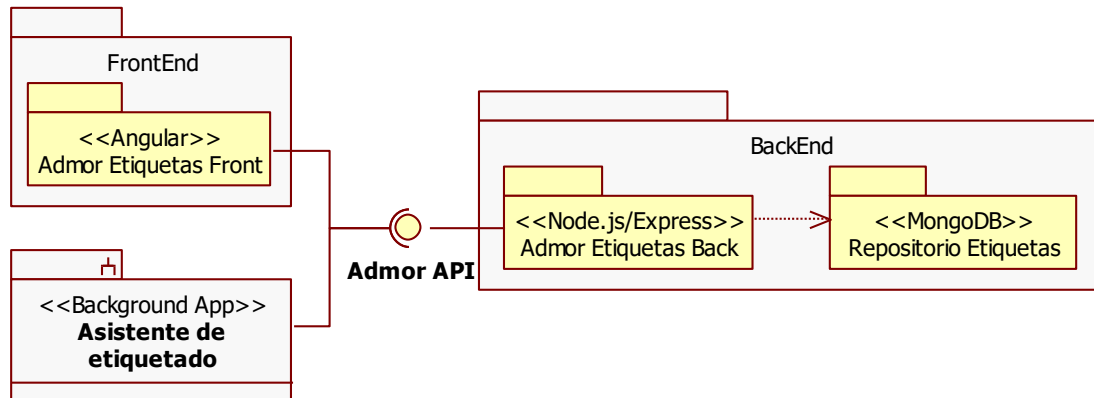 FrontEnd
<<Angular>>
Admor Etiquetas Front
<<Background App>>
Asistente de
etiquetado
Admor API
BackEnd
<<Node.js/Express>>
Admor Etiquetas Back
<<MongoDB>>
Repositorio Etiquetas